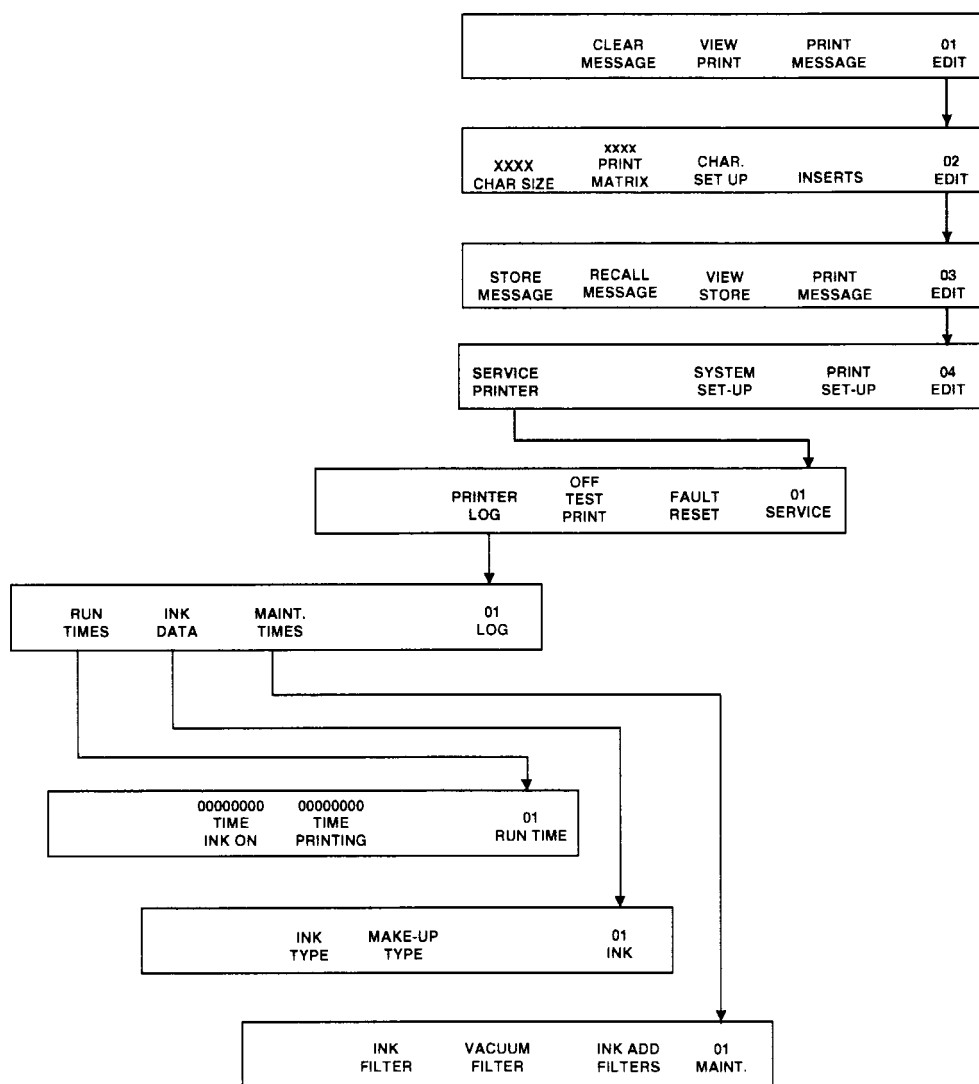 CLEAR VIEW PRINT 01
MESSAGE PRINT MESSAGE EDIT
XXXX
XXXX PRINT CHAR. 02
CHAR SIZE MATRIX SET UP INSERTS EDIT
STORE RECALL VIEW PRINT 03
MESSAGE MESSAGE STORE MESSAGE EDIT
SERVICE SYSTEM PRINT 04
PRINTER SET-UP SET-UP EDIT
OFF
PRINTER TEST FAULT 01
LOG PRINT RESET SERVICE
RUN INK MAINT. 01
TIMES DATA TIMES LOG
00000000 00000000
TIME TIME 01
INK ON PRINTING RUN TIME
INK MAKE-UP 01
TYPE TYPE INK
INK VACUUM INK ADD 01
FILTER FILTER FILTERS MAINT.